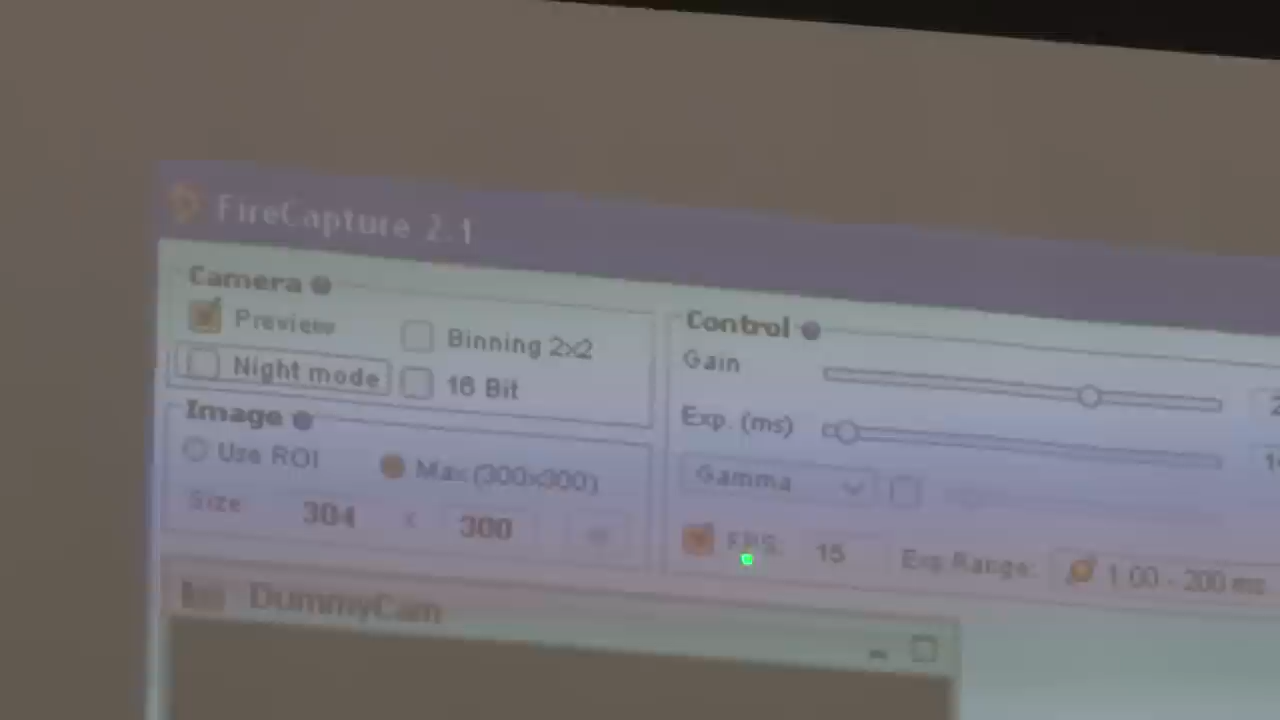 FireCapture 2.1
Camera
Preview
Binning 2x2
Night mode
16 Bit
Image
Use ROI
Max (300x300)
Size
304 x 300
Control
Gain
Exp. (ms)
Gamma
FPS: 15
Exp Range: 1.00 - 200 ms
DummyCam